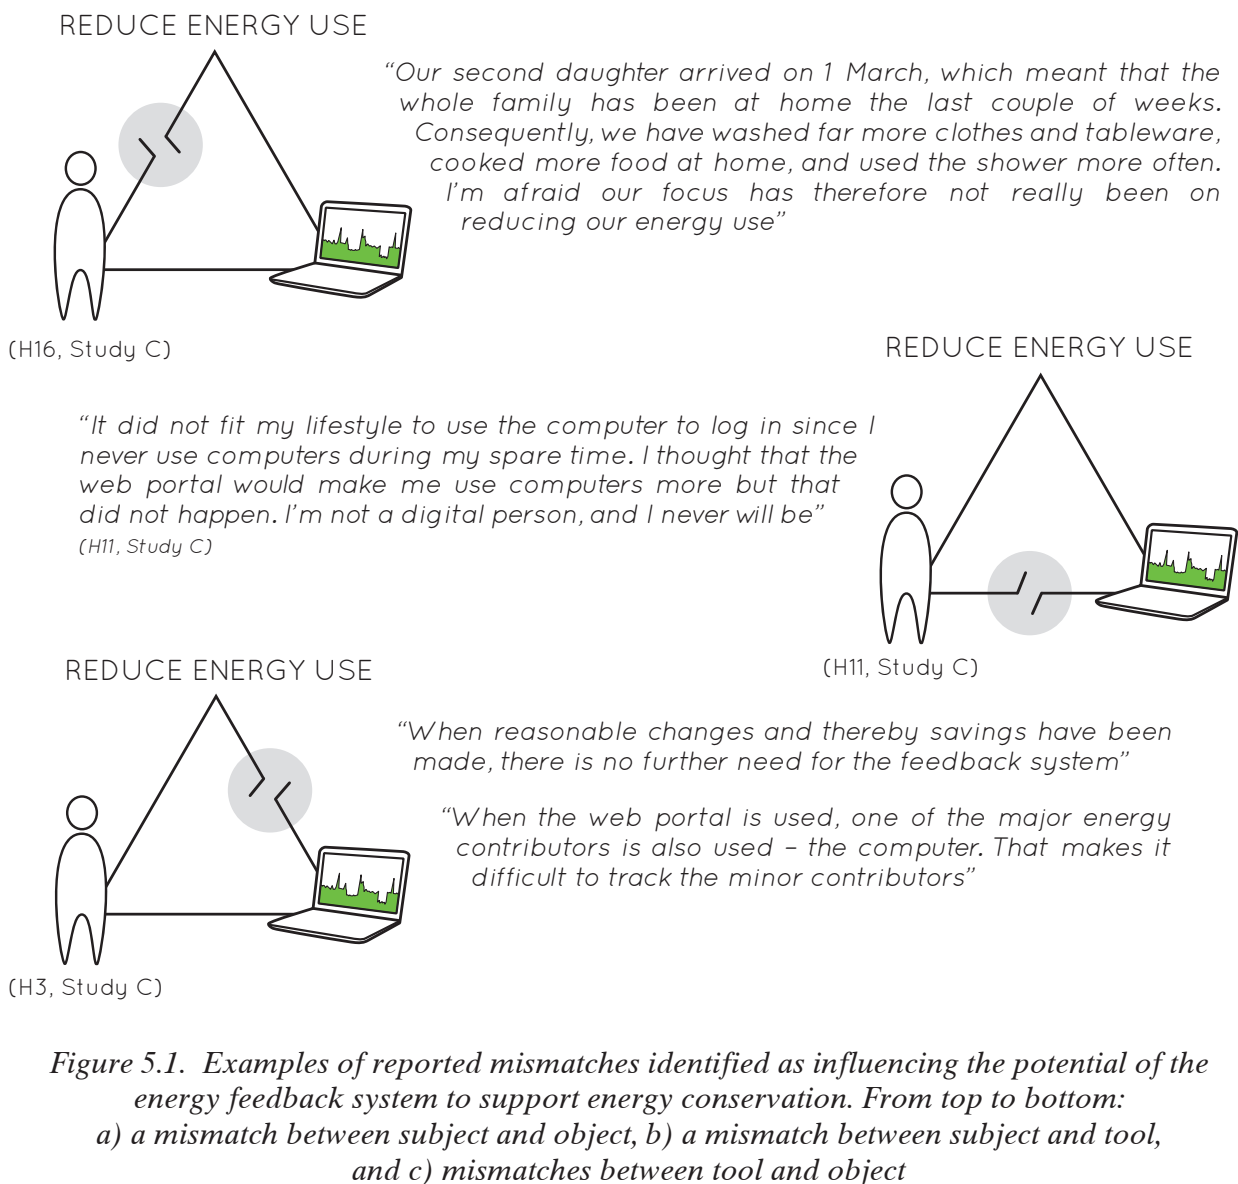 REDUCE ENERGY USE
“Our second daughter arrived on 1 March, which meant that the
whole family has been at home the last couple of weeks.
Consequently, we have washed far more clothes and tableware,
cooked more food at home, and used the shower more often.
I’m afraid our focus has therefore not really been on
reducing our energy use”
(H16, Study C)
REDUCE ENERGY USE
“It did not fit my lifestyle to use the computer to log in since I
never use computers during my spare time. I thought that the
web portal would make me use computers more but that
did not happen. I’m not a digital person, and I never will be”
(H11, Study C)
(H11, Study C)
REDUCE ENERGY USE
“When reasonable changes and thereby savings have been
made, there is no further need for the feedback system”
“When the web portal is used, one of the major energy
contributors is also used – the computer. That makes it
difficult to track the minor contributors”
(H3, Study C)
Figure 5.1. Examples of reported mismatches identified as influencing the potential of the
energy feedback system to support energy conservation. From top to bottom:
a) a mismatch between subject and object, b) a mismatch between subject and tool,
and c) mismatches between tool and object